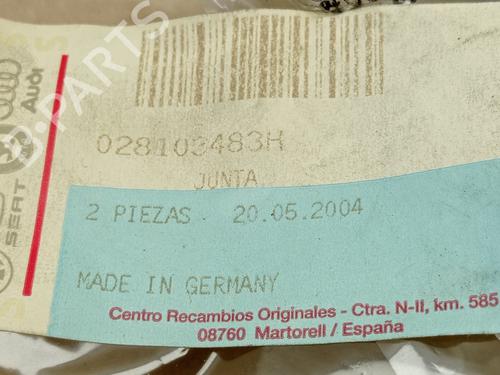 Audi
SEAT
028103483H
JUNTA
2 PIEZAS 20.05.2004
MADE IN GERMANY
Centro Recambios Originales - Ctra. N-II, km. 585
08760 Martorell / España
B-PARTS